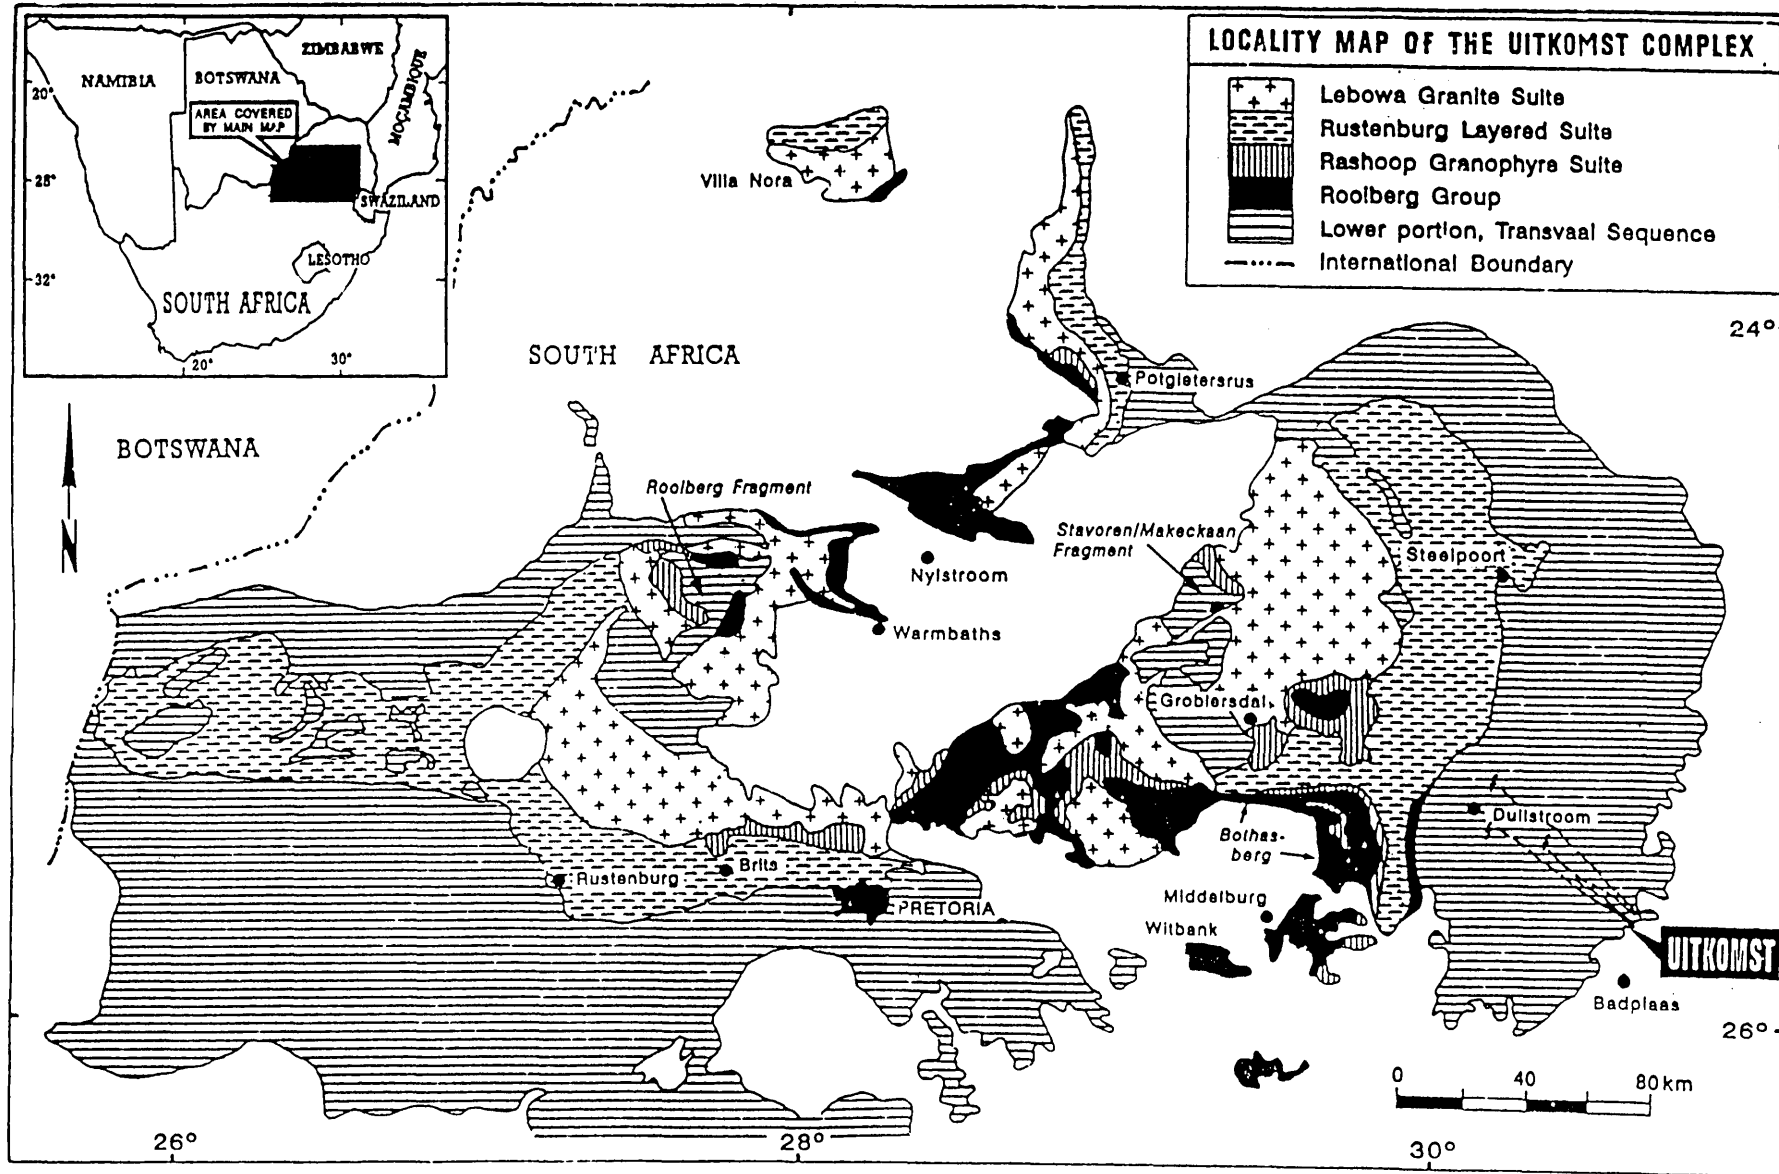 LOCALITY MAP OF THE UITKOMST COMPLEX
Lebowa Granite Suite
Rustenburg Layered Suite
Rashoop Granophyre Suite
Rooiberg Group
Lower portion, Transvaal Sequence
International Boundary
ZIMBABWE
NAMIBIA
BOTSWANA
MOÇAMBIQUE
20°
AREA COVERED
BY MAIN MAP
28°
SWAZILAND
LESOTHO
32°
SOUTH AFRICA
20°
30°
Villa Nora
24°
SOUTH AFRICA
Potgietersrus
BOTSWANA
N
Rooiberg Fragment
Stavoren/Makeckaan
Fragment
Steelpoort
Nylstroom
Warmbaths
Groblersdal
Dullstroom
Bothas-
berg
Rustenburg
Brits
PRETORIA
Middelburg
Witbank
UITKOMST
Badplaas
26°
0 40 80km
26°
28°
30°